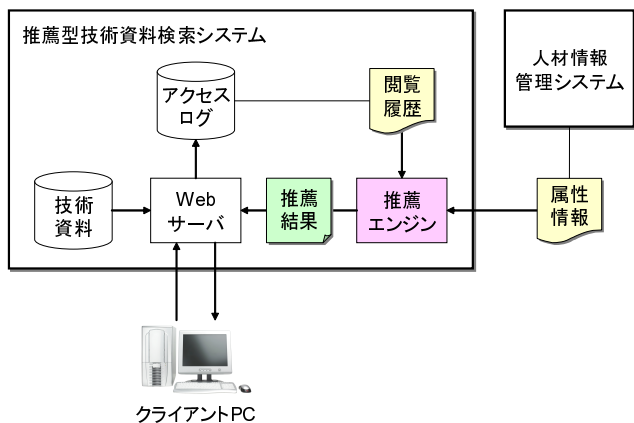 推薦型技術資料検索システム
人材情報
管理システム
アクセス
ログ
閲覧
履歴
技術
資料
Web
サーバ
推薦
結果
推薦
エンジン
属性
情報
クライアントPC